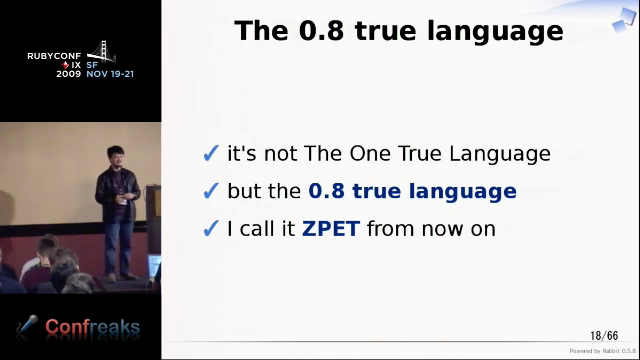 RUBYCONF
IX SF
2009 NOV 19-21
The 0.8 true language
✓ it's not The One True Language
✓ but the 0.8 true language
✓ I call it ZPET from now on
Confreaks
18/66
Powered by Rabbit 0.5.8